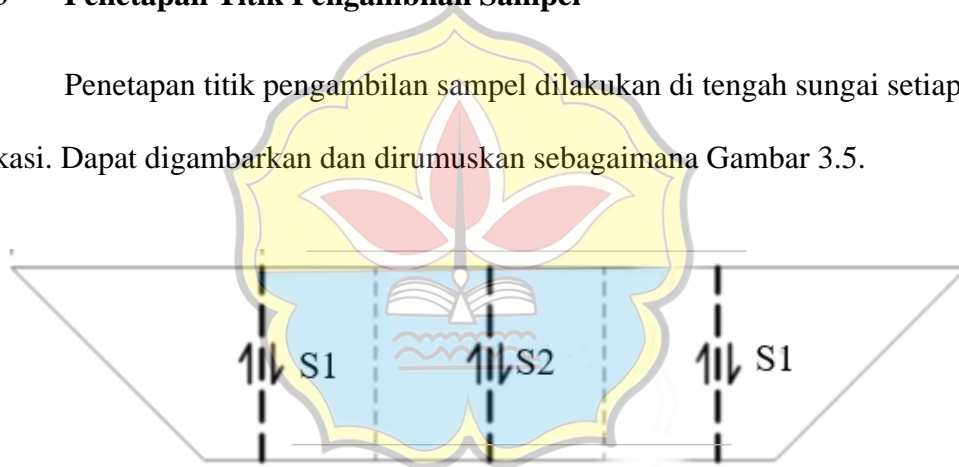 Penetapan Titik Pengambilan Sampel
Penetapan titik pengambilan sampel dilakukan di tengah sungai setiap
kasi. Dapat digambarkan dan dirumuskan sebagaimana Gambar 3.5.
S1 S2 S1